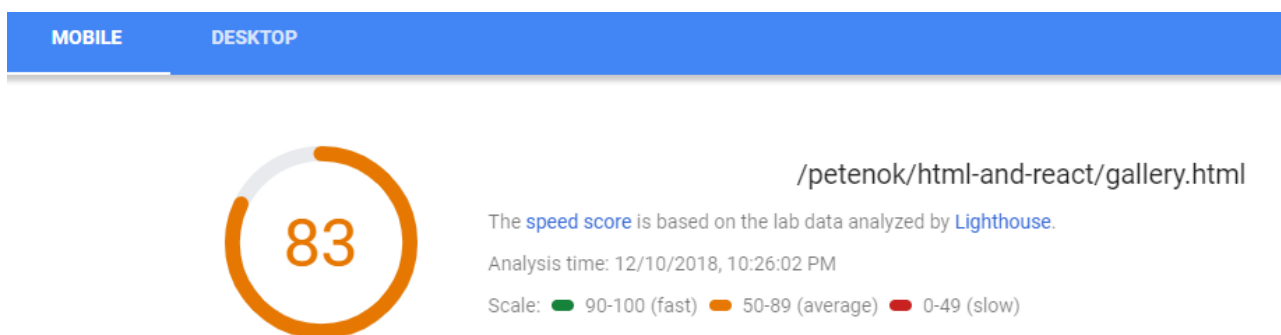 MOBILE DESKTOP
/petenok/html-and-react/gallery.html
83
The speed score is based on the lab data analyzed by Lighthouse.
Analysis time: 12/10/2018, 10:26:02 PM
Scale: 90-100 (fast) 50-89 (average) 0-49 (slow)